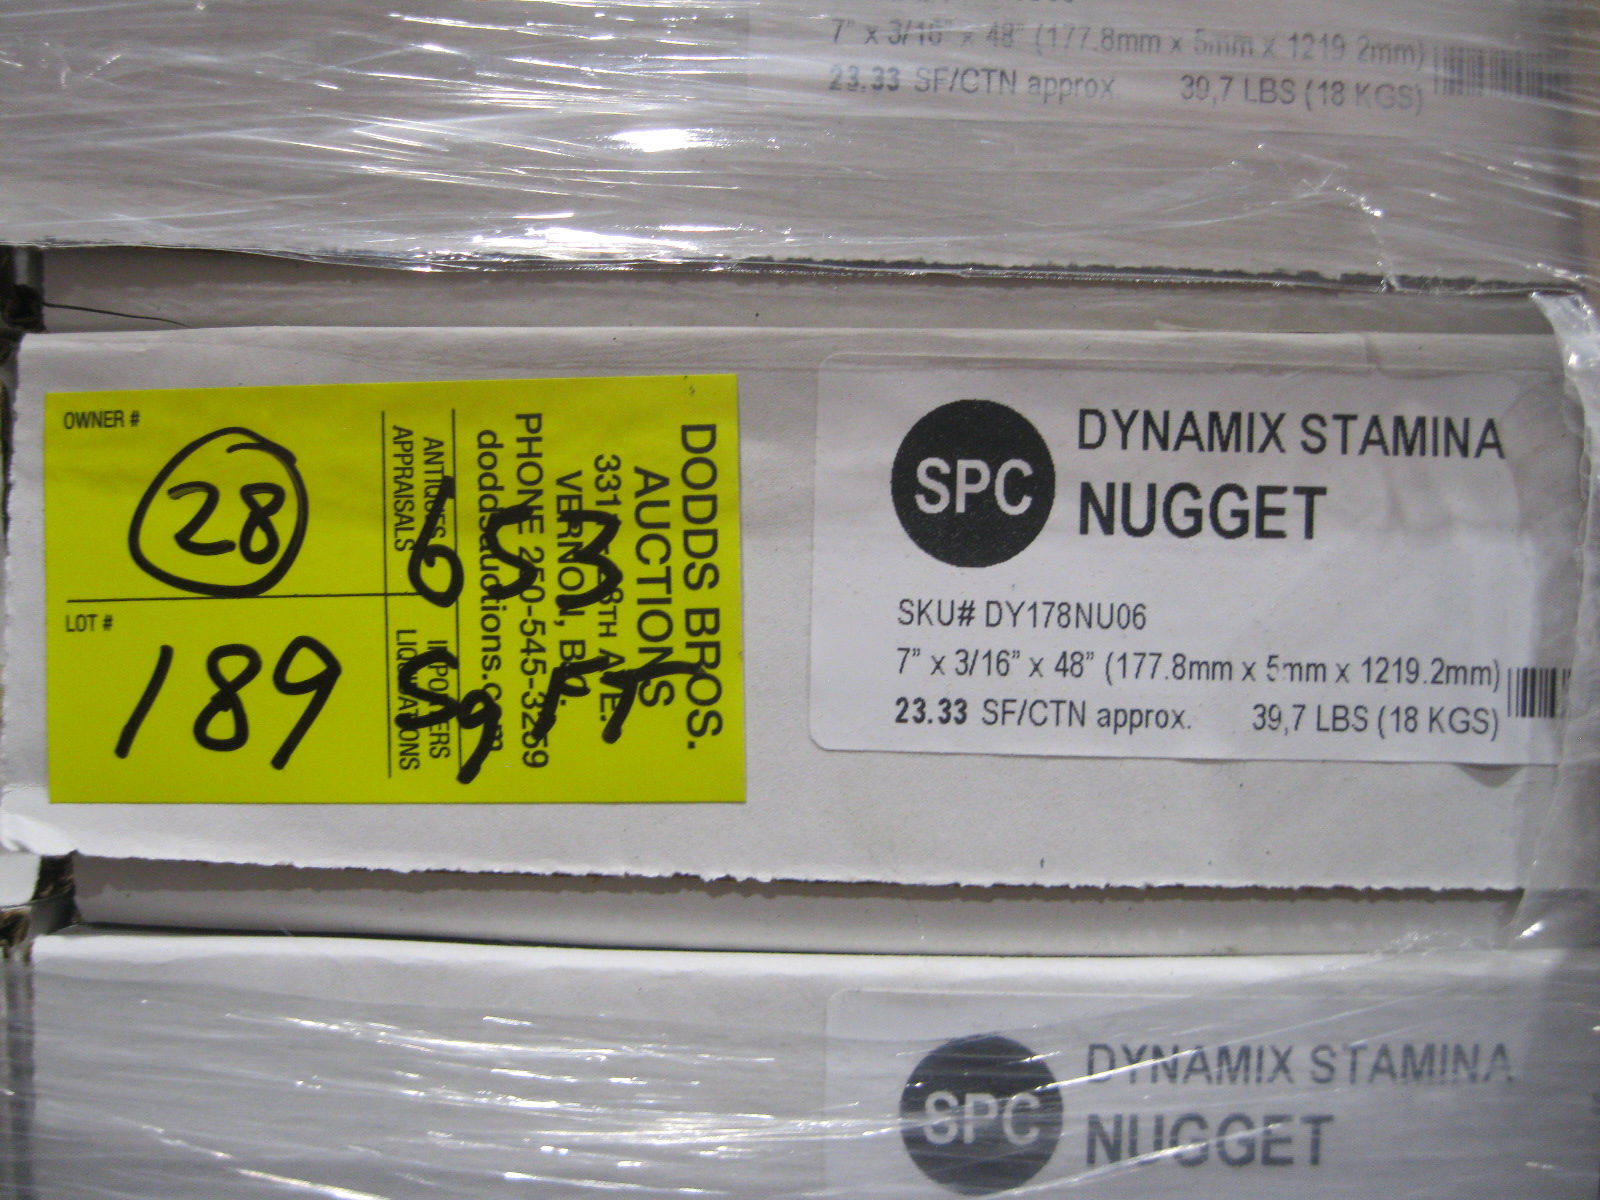 7” x 3/16” x 48” (177.8mm x 5mm x 1219.2mm)
23.33 SF/CTN approx. 39,7 LBS (18 KGS)
OWNER #
28
LOT #
189
DODDS BROS.
AUCTIONS
VERNON, B.C.
PHONE 250-545-3259
doddsauctions.com
ANTIQUES IMPORTERS
APPRAISALS LIQUIDATIONS
SPC
DYNAMIX STAMINA
NUGGET
SKU# DY178NU06
7” x 3/16” x 48” (177.8mm x 5mm x 1219.2mm)
23.33 SF/CTN approx. 39,7 LBS (18 KGS)
SPC
DYNAMIX STAMINA
NUGGET